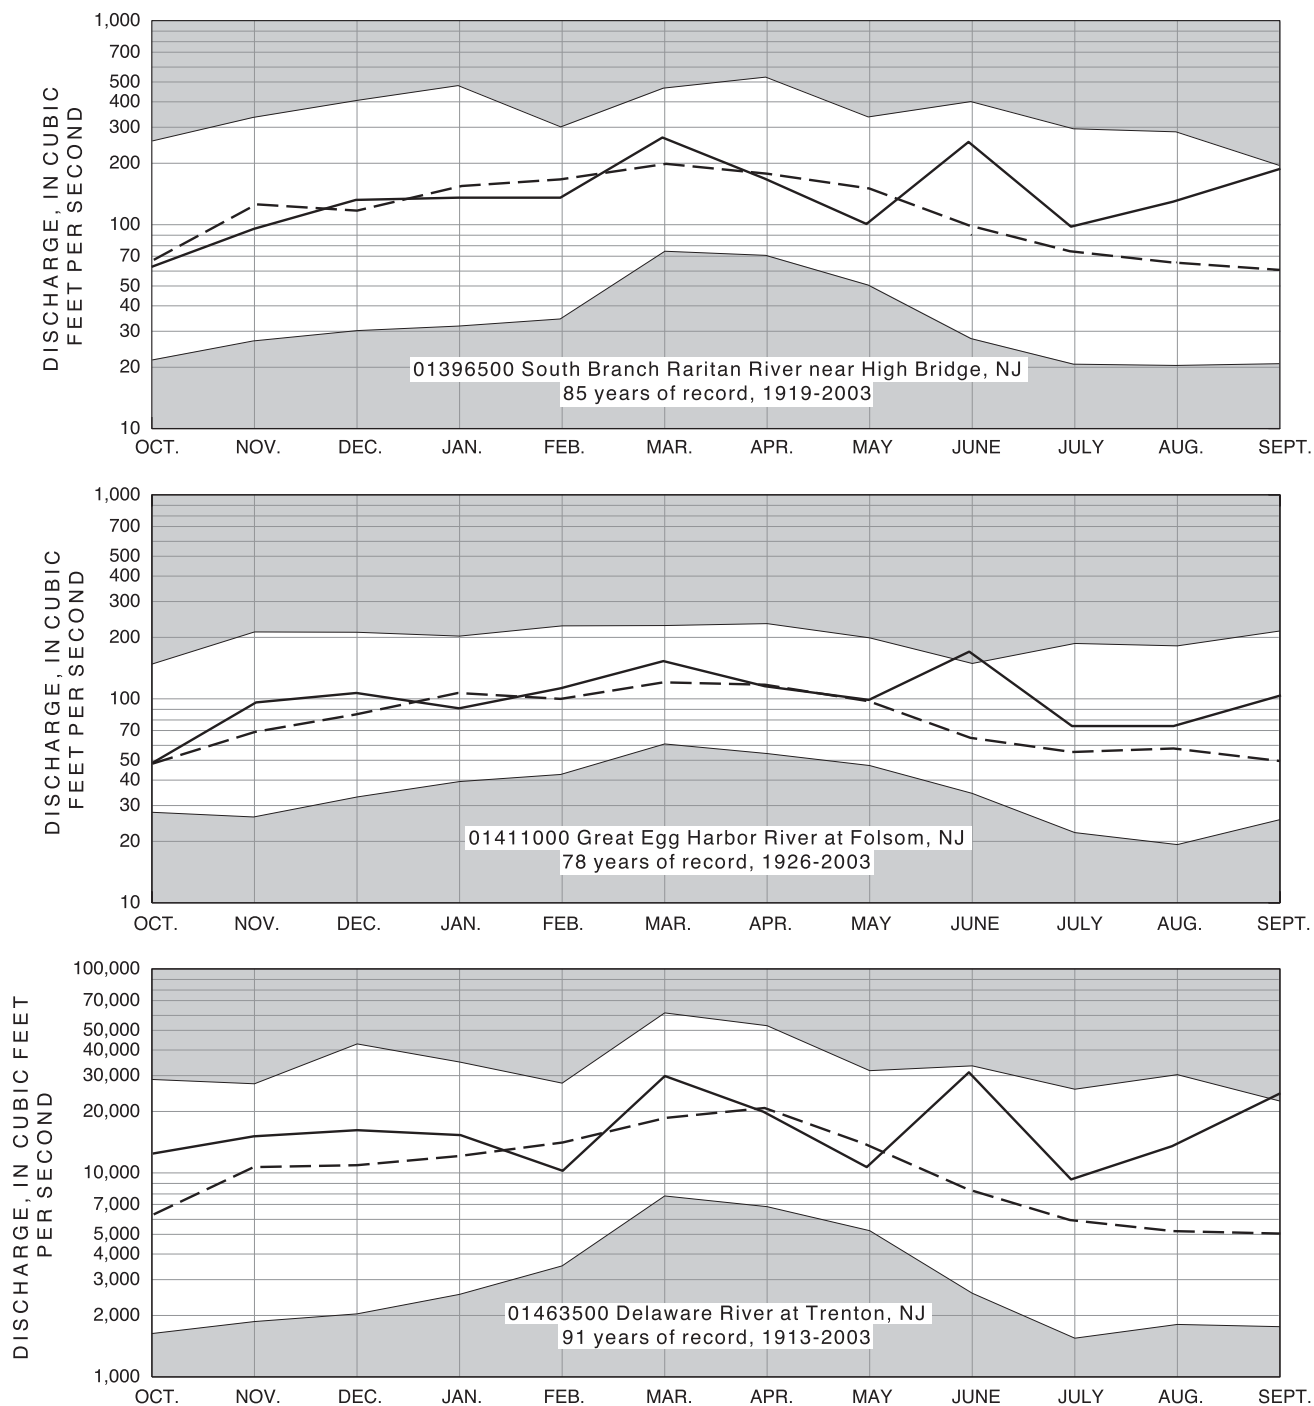 1,000
700
500
400
300
200
100
70
50
40
30
20
10
DISCHARGE, IN CUBIC
FEET PER SECOND
01396500 South Branch Raritan River near High Bridge, NJ
85 years of record, 1919-2003
OCT. NOV. DEC. JAN. FEB. MAR. APR. MAY JUNE JULY AUG. SEPT.
1,000
700
500
400
300
200
100
70
50
40
30
20
10
DISCHARGE, IN CUBIC
FEET PER SECOND
01411000 Great Egg Harbor River at Folsom, NJ
78 years of record, 1926-2003
OCT. NOV. DEC. JAN. FEB. MAR. APR. MAY JUNE JULY AUG. SEPT.
100,000
70,000
50,000
40,000
30,000
20,000
10,000
7,000
5,000
4,000
3,000
2,000
1,000
DISCHARGE, IN CUBIC FEET
PER SECOND
01463500 Delaware River at Trenton, NJ
91 years of record, 1913-2003
OCT. NOV. DEC. JAN. FEB. MAR. APR. MAY JUNE JULY AUG. SEPT.